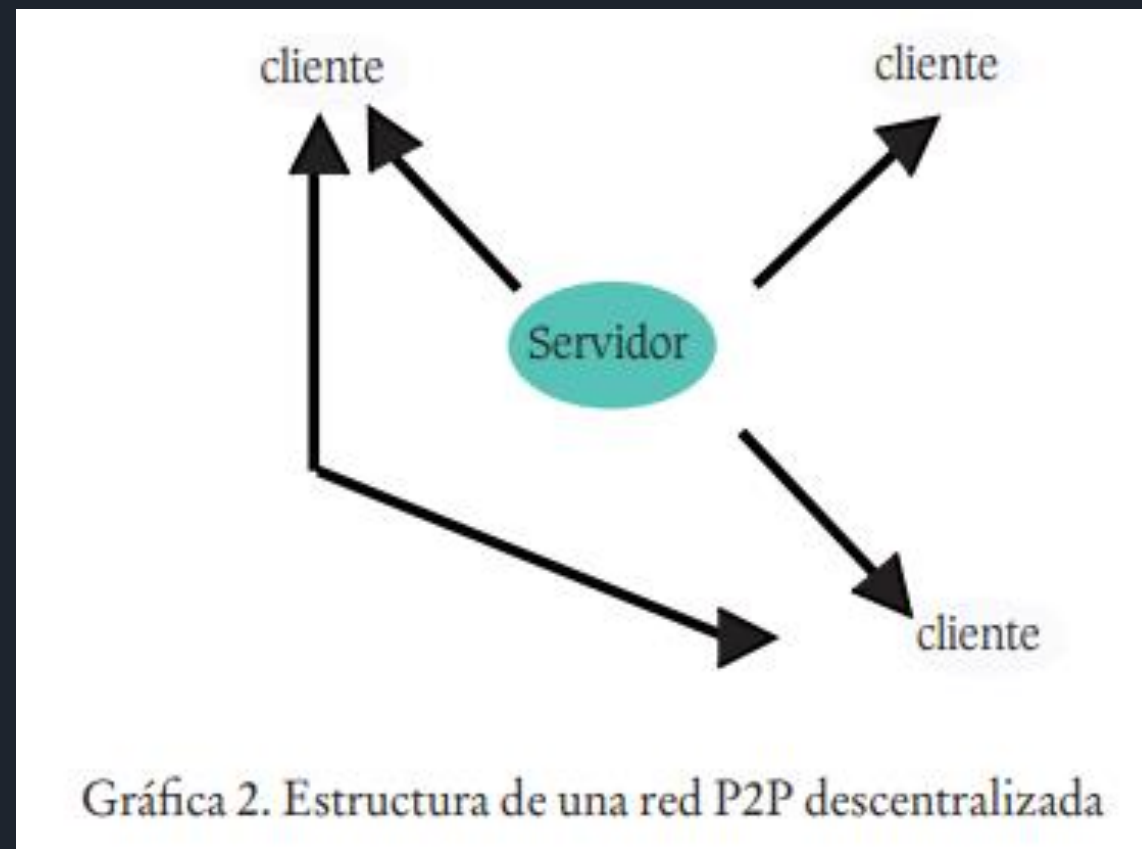 cliente
cliente
Servidor
cliente
Gráfica 2. Estructura de una red P2P descentralizada